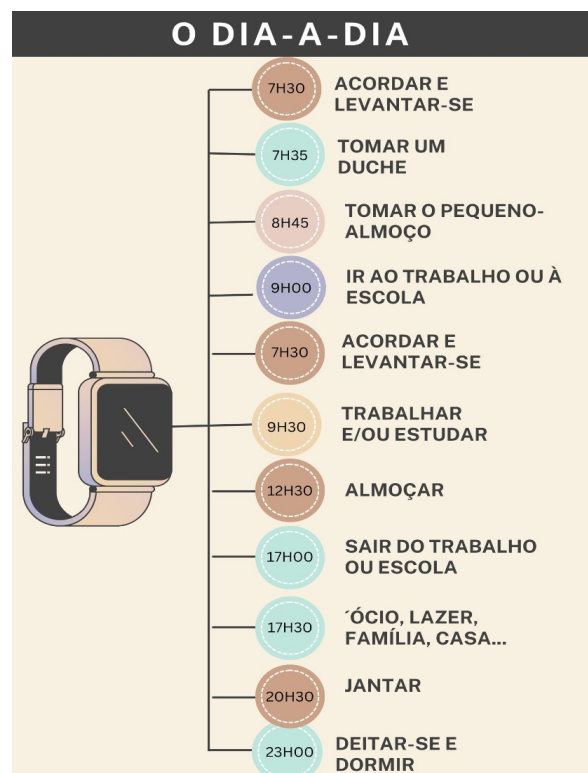 O DIA-A-DIA
7H30
ACORDAR E
LEVANTAR-SE
7H35
TOMAR UM
DUCHE
8H45
TOMAR O PEQUENO-
ALMOÇO
9H00
IR AO TRABALHO OU À
ESCOLA
7H30
ACORDAR E
LEVANTAR-SE
9H30
TRABALHAR
E/OU ESTUDAR
12H30
ALMOÇAR
17H00
SAIR DO TRABALHO
OU ESCOLA
17H30
´ÓCIO, LAZER,
FAMÍLIA, CASA...
20H30
JANTAR
23H00
DEITAR-SE E
DORMIR